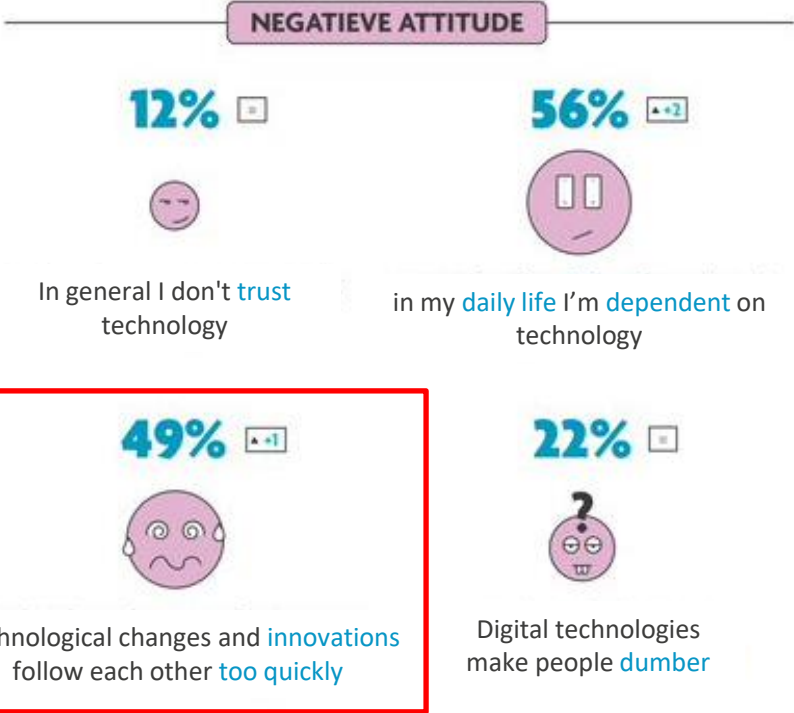 NEGATIEVE ATTITUDE
12% =
56% ▲ +2
In general I don't trust
technology
in my daily life I’m dependent on
technology
49% ▲ +1
22% =
?
hnological changes and innovations
follow each other too quickly
Digital technologies
make people dumber